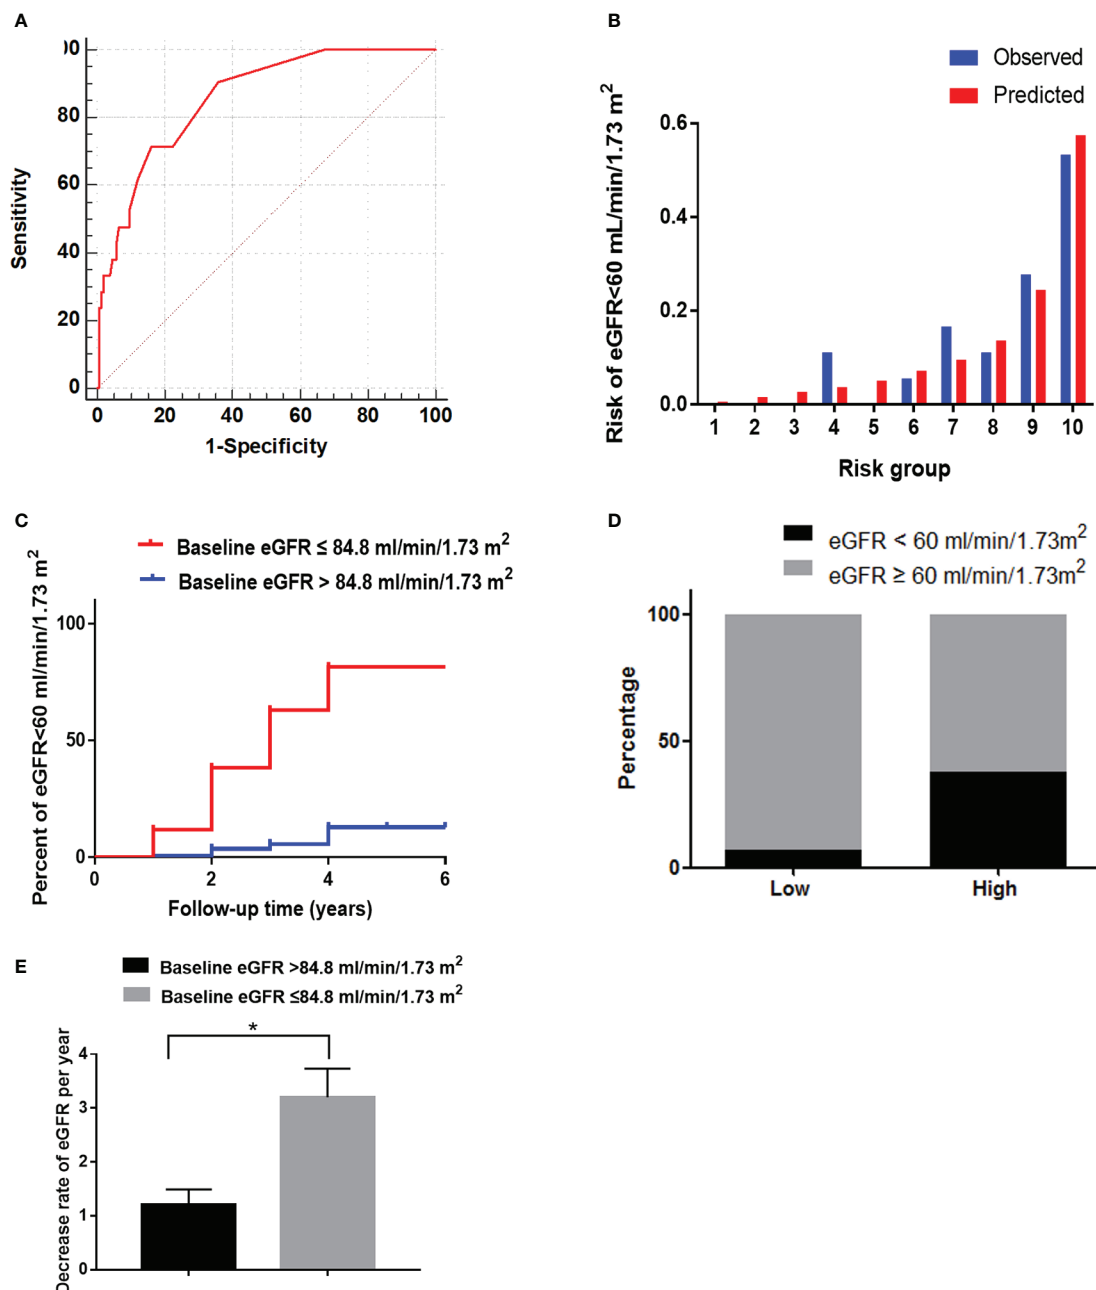 A
Sensitivity
00
80
60
40
20
0
0 20 40 60 80 100
1-Specificity
B
Observed
Predicted
Risk of eGFR<60 mL/min/1.73 m²
0.6
0.4
0.2
0.0
1 2 3 4 5 6 7 8 9 10
Risk group
C
Baseline eGFR ≤ 84.8 ml/min/1.73 m²
Baseline eGFR > 84.8 ml/min/1.73 m²
Percent of eGFR<60 ml/min/1.73 m²
100
50
0
0 2 4 6
Follow-up time (years)
D
eGFR < 60 ml/min/1.73m²
eGFR ≥ 60 ml/min/1.73m²
Percentage
100
50
0
Low High
E
Baseline eGFR >84.8 ml/min/1.73 m²
Baseline eGFR ≤84.8 ml/min/1.73 m²
Decrease rate of eGFR per year
*
4
3
2
1
0